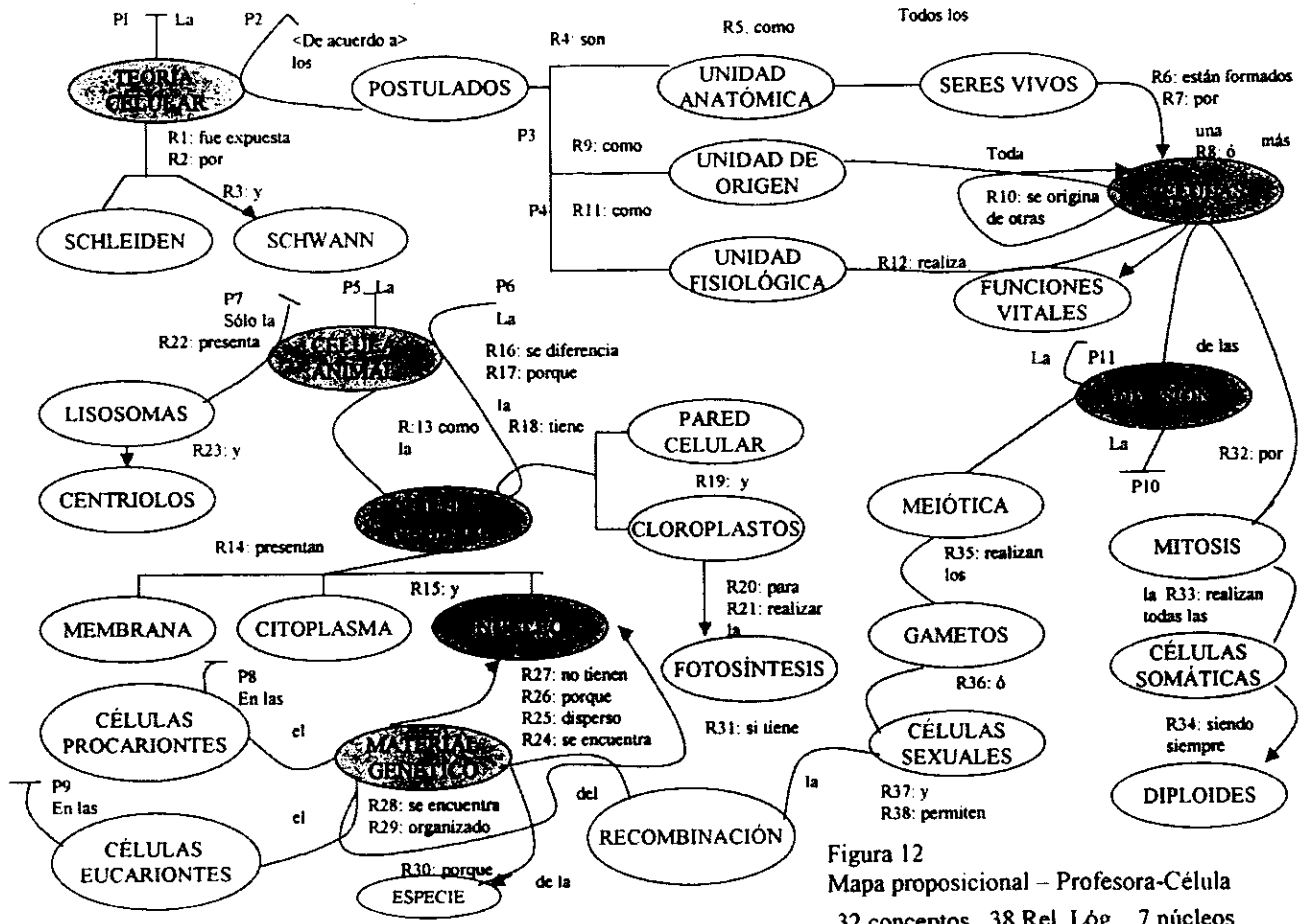 P1 La
P2
<De acuerdo a>
los
TEORÍA
CELULAR
POSTULADOS
R4: son
R5: como
Todos los
UNIDAD
ANATÓMICA
SERES VIVOS
R6: están formados
R7: por
una
R8: ó más
R1: fue expuesta
R2: por
R3: y
SCHLEIDEN
SCHWANN
P3
R9: como
UNIDAD DE
ORIGEN
Toda
R10: se origina
de otras
P4
R11: como
UNIDAD
FISIOLÓGICA
R12: realiza
FUNCIONES
VITALES
P7
Sólo la
R22: presenta
P5 La
P6
La
CÉLULA
ANIMAL
R16: se diferencia
R17: porque
la
R18: tiene
LISOSOMAS
R23: y
CENTRIOLOS
R:13 como
la
PARED
CELULAR
R19: y
CLOROPLASTOS
La
P11
de las
La
P10
R32: por
MEIÓTICA
MITOSIS
R14: presentan
R15: y
MEMBRANA
CITOPLASMA
NÚCLEO
R20: para
R21: realizar
la
FOTOSÍNTESIS
R35: realizan
los
GAMETOS
R36: ó
la R33: realizan
todas las
CÉLULAS
SOMÁTICAS
P8
En las
CÉLULAS
PROCARIONTES
el
R27: no tienen
R26: porque
R25: disperso
R24: se encuentra
R31: si tiene
MATERIAL
GENÉTICO
CÉLULAS
SEXUALES
R34: siendo
siempre
DIPLOIDES
P9
En las
CÉLULAS
EUCARIONTES
el
R28: se encuentra
R29: organizado
del
RECOMBINACIÓN
la
R37: y
R38: permiten
R30: porque
ESPECIE
de la
Figura 12
Mapa proposicional – Profesora-Célula
32 conceptos 38 Rel. Lóg. 7 núcleos